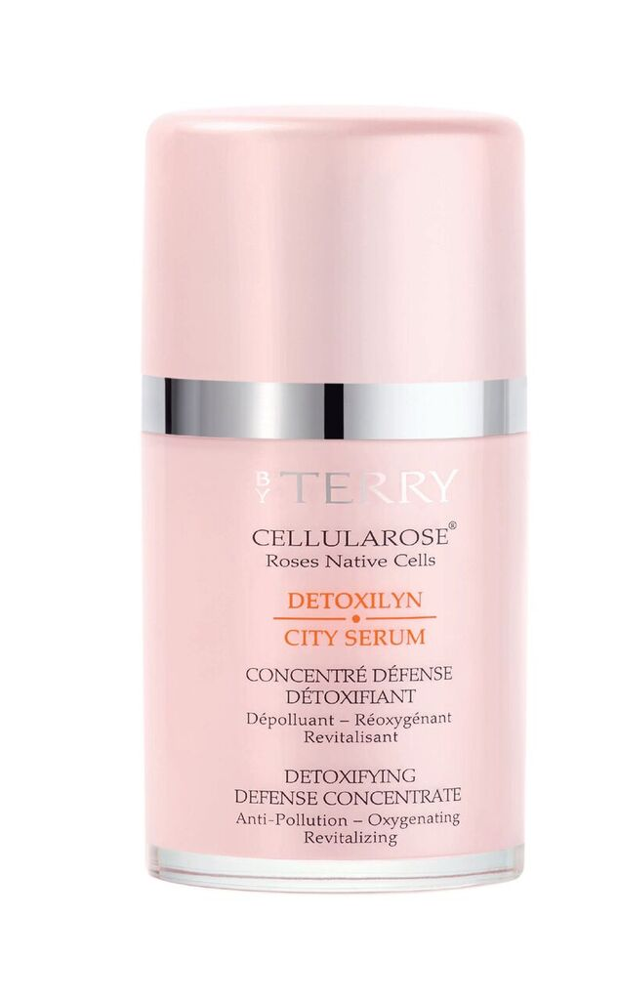 BY TERRY
CELLULAROSE®
Roses Native Cells
DETOXILYN
CITY SERUM
CONCENTRÉ DÉFENSE
DÉTOXIFIANT
Dépolluant – Réoxygénant
Revitalisant
DETOXIFYING
DEFENSE CONCENTRATE
Anti-Pollution – Oxygenating
Revitalizing